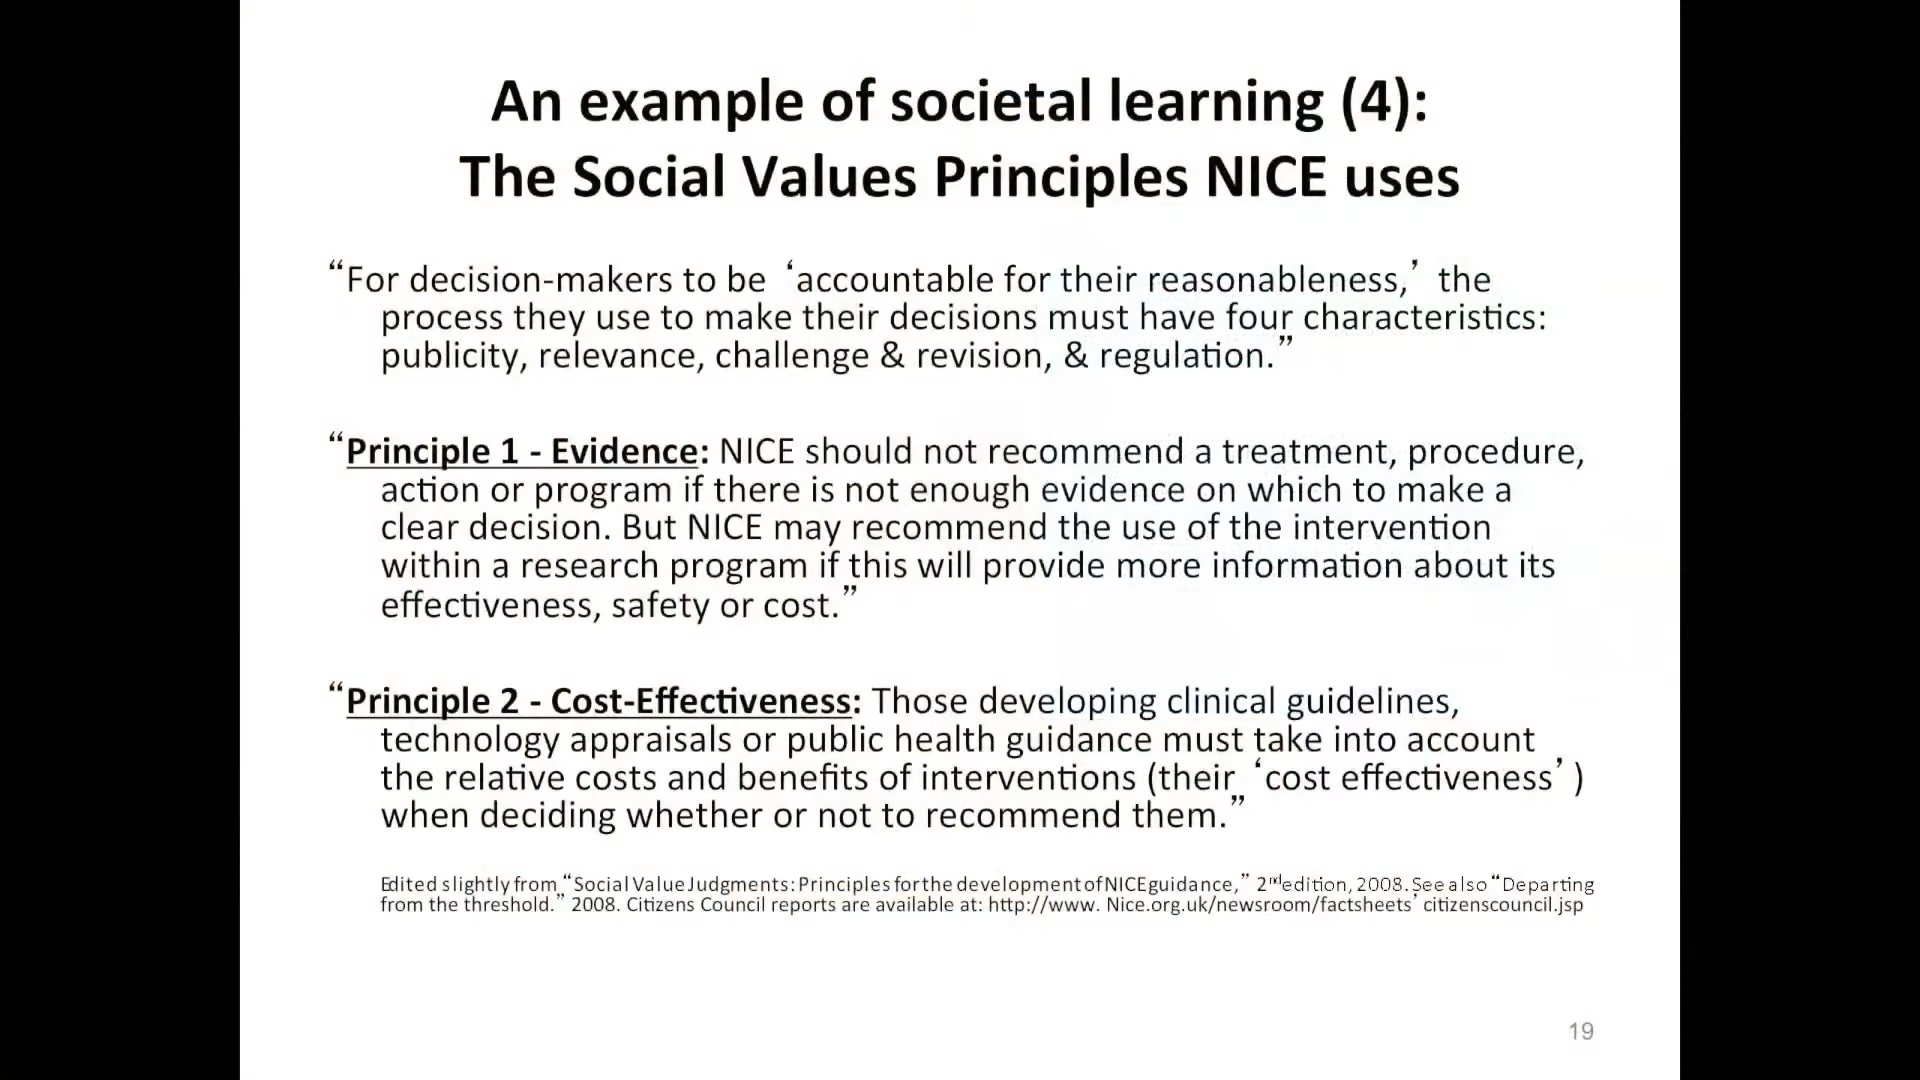 An example of societal learning (4):
The Social Values Principles NICE uses
“For decision-makers to be ‘accountable for their reasonableness,’ the
process they use to make their decisions must have four characteristics:
publicity, relevance, challenge & revision, & regulation.”
“Principle 1 - Evidence: NICE should not recommend a treatment, procedure,
action or program if there is not enough evidence on which to make a
clear decision. But NICE may recommend the use of the intervention
within a research program if this will provide more information about its
effectiveness, safety or cost.”
“Principle 2 - Cost-Effectiveness: Those developing clinical guidelines,
technology appraisals or public health guidance must take into account
the relative costs and benefits of interventions (their ‘cost effectiveness’)
when deciding whether or not to recommend them.”
Edited slightly from “Social Value Judgments: Principles for the development of NICE guidance,” 2nd edition, 2008. See also “Departing
from the threshold.” 2008. Citizens Council reports are available at: http://www. Nice.org.uk/newsroom/factsheets’ citizenscouncil.jsp
19